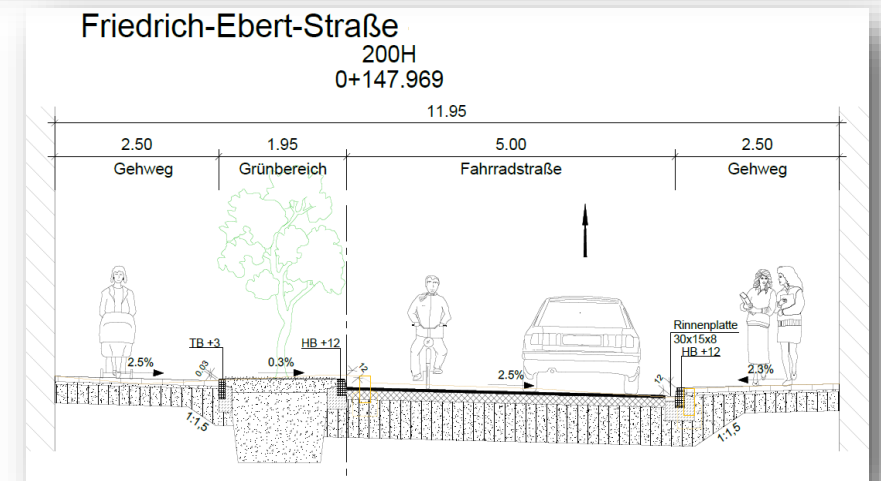 Friedrich-Ebert-Straße
200H
0+147.969
11.95
2.50 1.95 5.00 2.50
Gehweg Grünbereich Fahrradstraße Gehweg
Rinnenplatte
30x15x8
TB +3 HB +12 HB +12
2.5% 0.03 0.3% 12 2.5% 12 2.3%
1:1,5 1:1,5